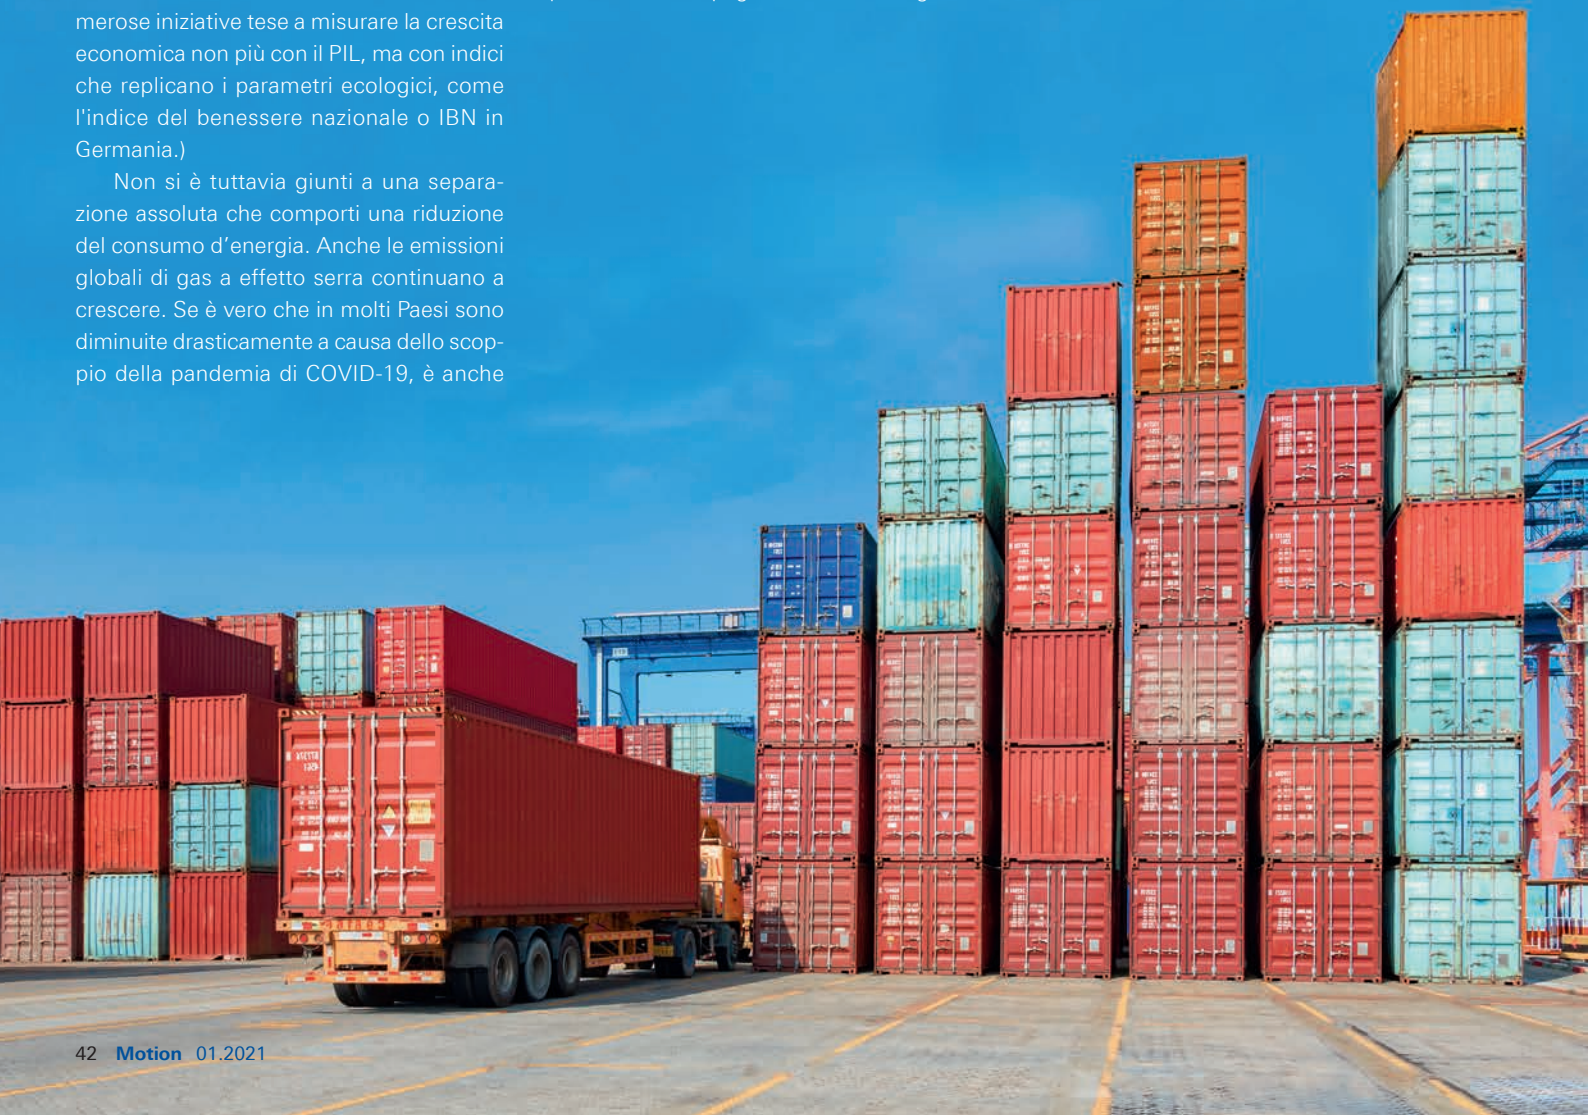 merose iniziative tese a misurare la crescita
economica non più con il PIL, ma con indici
che replicano i parametri ecologici, come
l'indice del benessere nazionale o IBN in
Germania.)
Non si è tuttavia giunti a una separa-
zione assoluta che comporti una riduzione
del consumo d’energia. Anche le emissioni
globali di gas a effetto serra continuano a
crescere. Se è vero che in molti Paesi sono
diminuite drasticamente a causa dello scop-
pio della pandemia di COVID-19, è anche
42 Motion 01.2021